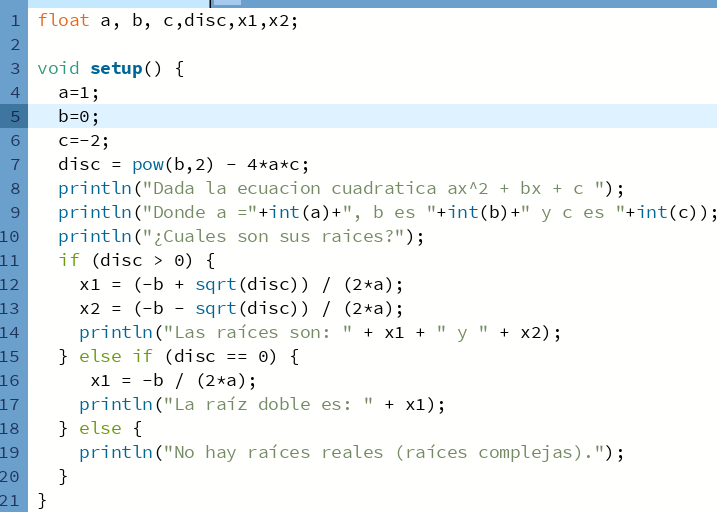 1 float a, b, c,disc,x1,x2;
2
3 void setup() {
4 a=1;
5 b=0;
6 c=-2;
7 disc = pow(b,2) - 4*a*c;
8 println("Dada la ecuacion cuadratica ax^2 + bx + c ");
9 println("Donde a ="+int(a)+", b es "+int(b)+" y c es "+int(c));
10 println("¿Cuales son sus raices?");
11 if (disc > 0) {
12 x1 = (-b + sqrt(disc)) / (2*a);
13 x2 = (-b - sqrt(disc)) / (2*a);
14 println("Las raíces son: " + x1 + " y " + x2);
15 } else if (disc == 0) {
16 x1 = -b / (2*a);
17 println("La raíz doble es: " + x1);
18 } else {
19 println("No hay raíces reales (raíces complejas).");
20 }
21 }